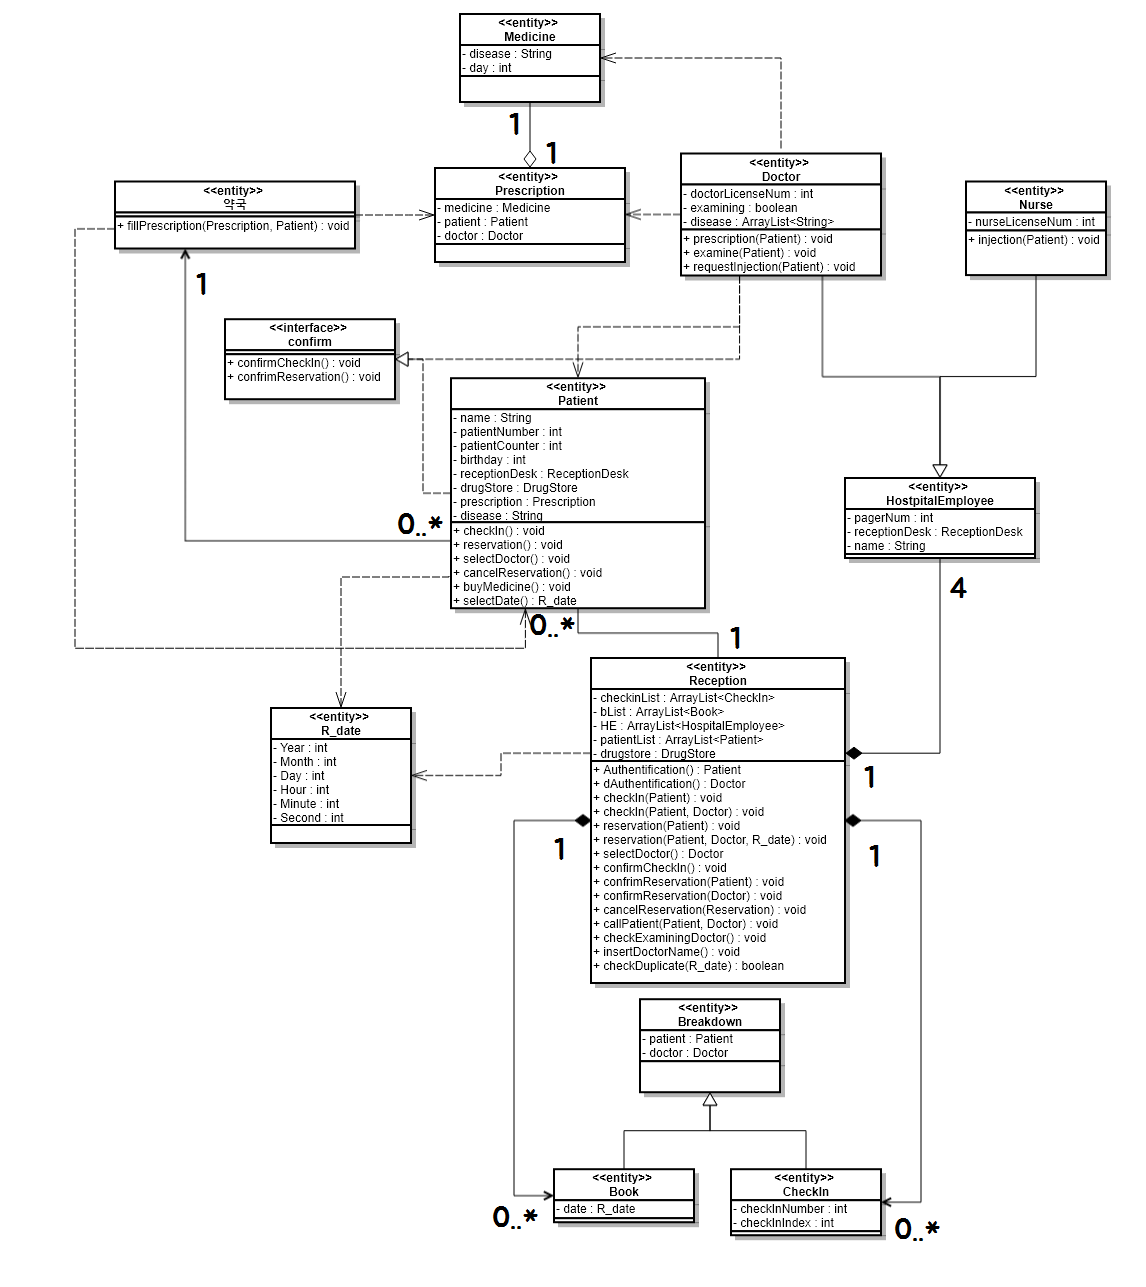 <<entity>>
Medicine
- disease : String
- day : int
1
1
<<entity>>
Prescription
- medicine : Medicine
- patient : Patient
- doctor : Doctor
<<entity>>
Doctor
- doctorLicenseNum : int
- examining : boolean
- disease : ArrayList<String>
+ prescription(Patient) : void
+ examine(Patient) : void
+ requestInjection(Patient) : void
<<entity>>
약국
+ fillPrescription(Prescription, Patient) : void
<<entity>>
Nurse
- nurseLicenseNum : int
+ injection(Patient) : void
1
<<interface>>
confirm
+ confirmCheckIn() : void
+ confrimReservation() : void
<<entity>>
Patient
- name : String
- patientNumber : int
- patientCounter : int
- birthday : int
- receptionDesk : ReceptionDesk
- drugStore : DrugStore
- prescription : Prescription
- disease : String
+ checkIn() : void
+ reservation() : void
+ selectDoctor() : void
+ cancelReservation() : void
+ buyMedicine() : void
+ selectDate() : R_date
0..*
<<entity>>
HostpitalEmployee
- pagerNum : int
- receptionDesk : ReceptionDesk
- name : String
4
0..*
1
<<entity>>
Reception
- checkinList : ArrayList<CheckIn>
- bList : ArrayList<Book>
- HE : ArrayList<HospitalEmployee>
- patientList : ArrayList<Patient>
- drugstore : DrugStore
+ Authentification() : Patient
+ dAuthentification() : Doctor
+ checkIn(Patient) : void
+ checkIn(Patient, Doctor) : void
+ reservation(Patient) : void
+ reservation(Patient, Doctor, R_date) : void
+ selectDoctor() : Doctor
+ confirmCheckIn() : void
+ confrimReservation(Patient) : void
+ confirmReservation(Doctor) : void
+ cancelReservation(Reservation) : void
+ callPatient(Patient, Doctor) : void
+ checkExaminingDoctor() : void
+ insertDoctorName() : void
+ checkDuplicate(R_date) : boolean
<<entity>>
R_date
- Year : int
- Month : int
- Day : int
- Hour : int
- Minute : int
- Second : int
1
1
1
<<entity>>
Breakdown
- patient : Patient
- doctor : Doctor
<<entity>>
Book
- date : R_date
0..*
<<entity>>
CheckIn
- checkInNumber : int
- checkInIndex : int
0..*